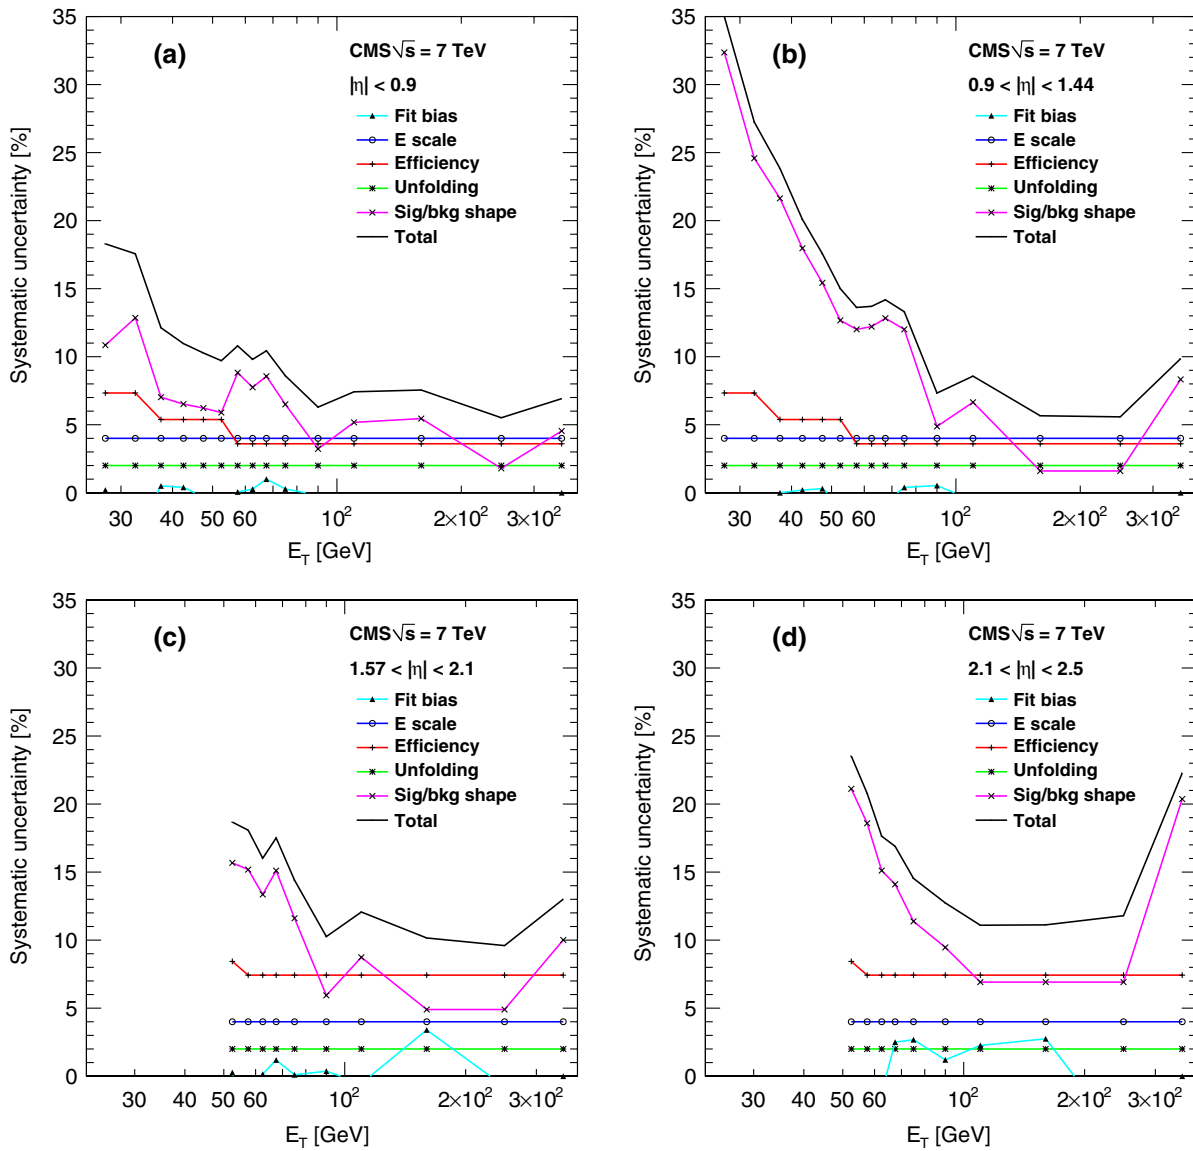 35
30
25
20
15
10
5
0
Systematic uncertainty [%]
(a)
CMS√s = 7 TeV
|η| < 0.9
Fit bias
E scale
Efficiency
Unfolding
Sig/bkg shape
Total
30 40 50 60 10² 2×10² 3×10²
E_T [GeV]
35
30
25
20
15
10
5
0
Systematic uncertainty [%]
(b)
CMS√s = 7 TeV
0.9 < |η| < 1.44
Fit bias
E scale
Efficiency
Unfolding
Sig/bkg shape
Total
30 40 50 60 10² 2×10² 3×10²
E_T [GeV]
35
30
25
20
15
10
5
0
Systematic uncertainty [%]
(c)
CMS√s = 7 TeV
1.57 < |η| < 2.1
Fit bias
E scale
Efficiency
Unfolding
Sig/bkg shape
Total
30 40 50 60 10² 2×10² 3×10²
E_T [GeV]
35
30
25
20
15
10
5
0
Systematic uncertainty [%]
(d)
CMS√s = 7 TeV
2.1 < |η| < 2.5
Fit bias
E scale
Efficiency
Unfolding
Sig/bkg shape
Total
30 40 50 60 10² 2×10² 3×10²
E_T [GeV]